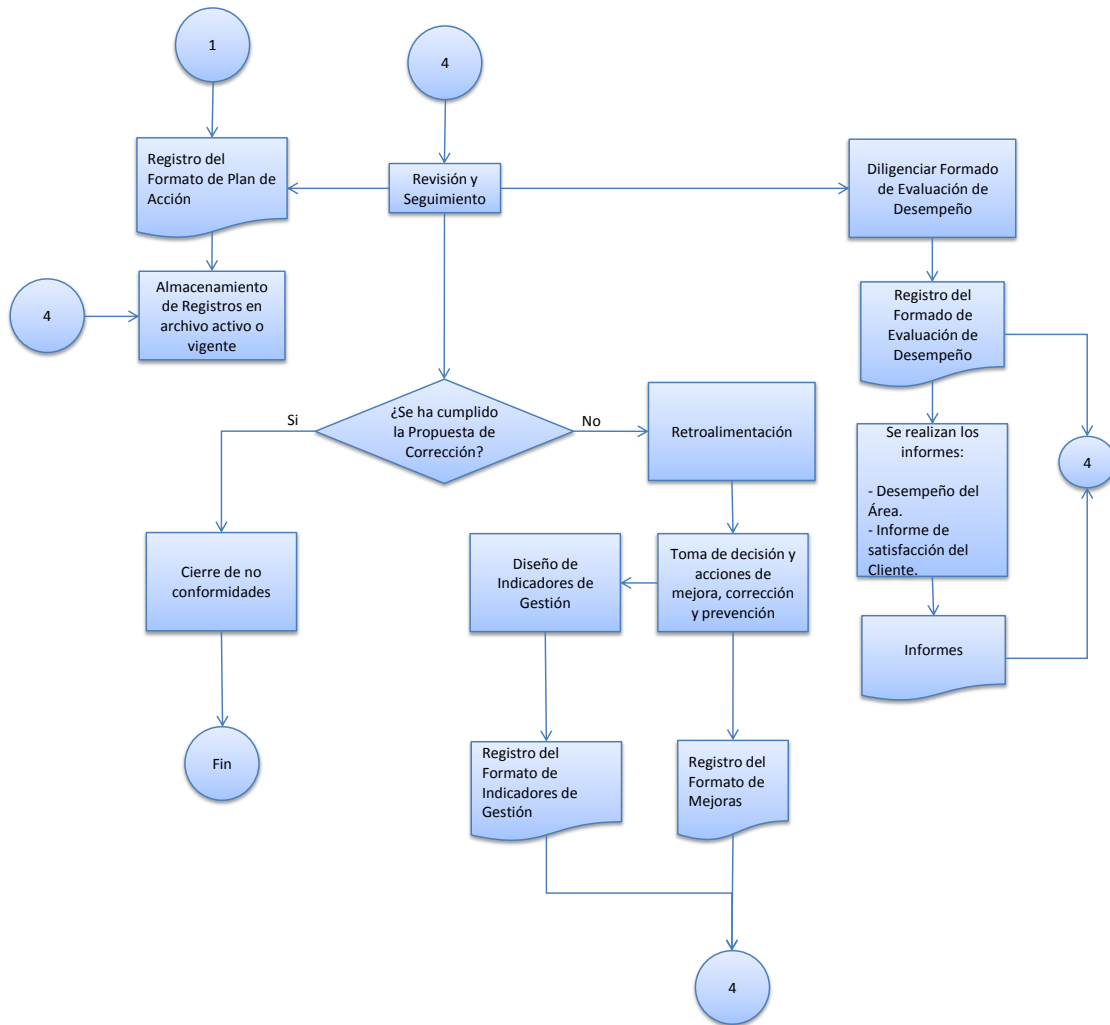 1
4
Registro del
Formato de Plan de
Acción
Revisión y
Seguimiento
Diligenciar Formado
de Evaluación de
Desempeño
4
Almacenamiento
de Registros en
archivo activo o
vigente
Registro del
Formado de
Evaluación de
Desempeño
Si
¿Se ha cumplido
la Propuesta de
Corrección?
No
Retroalimentación
Se realizan los
informes:
- Desempeño del
Área.
- Informe de
satisfacción del
Cliente.
4
Cierre de no
conformidades
Diseño de
Indicadores de
Gestión
Toma de decisión y
acciones de
mejora, corrección
y prevención
Informes
Fin
Registro del
Formato de
Indicadores de
Gestión
Registro del
Formato de
Mejoras
4